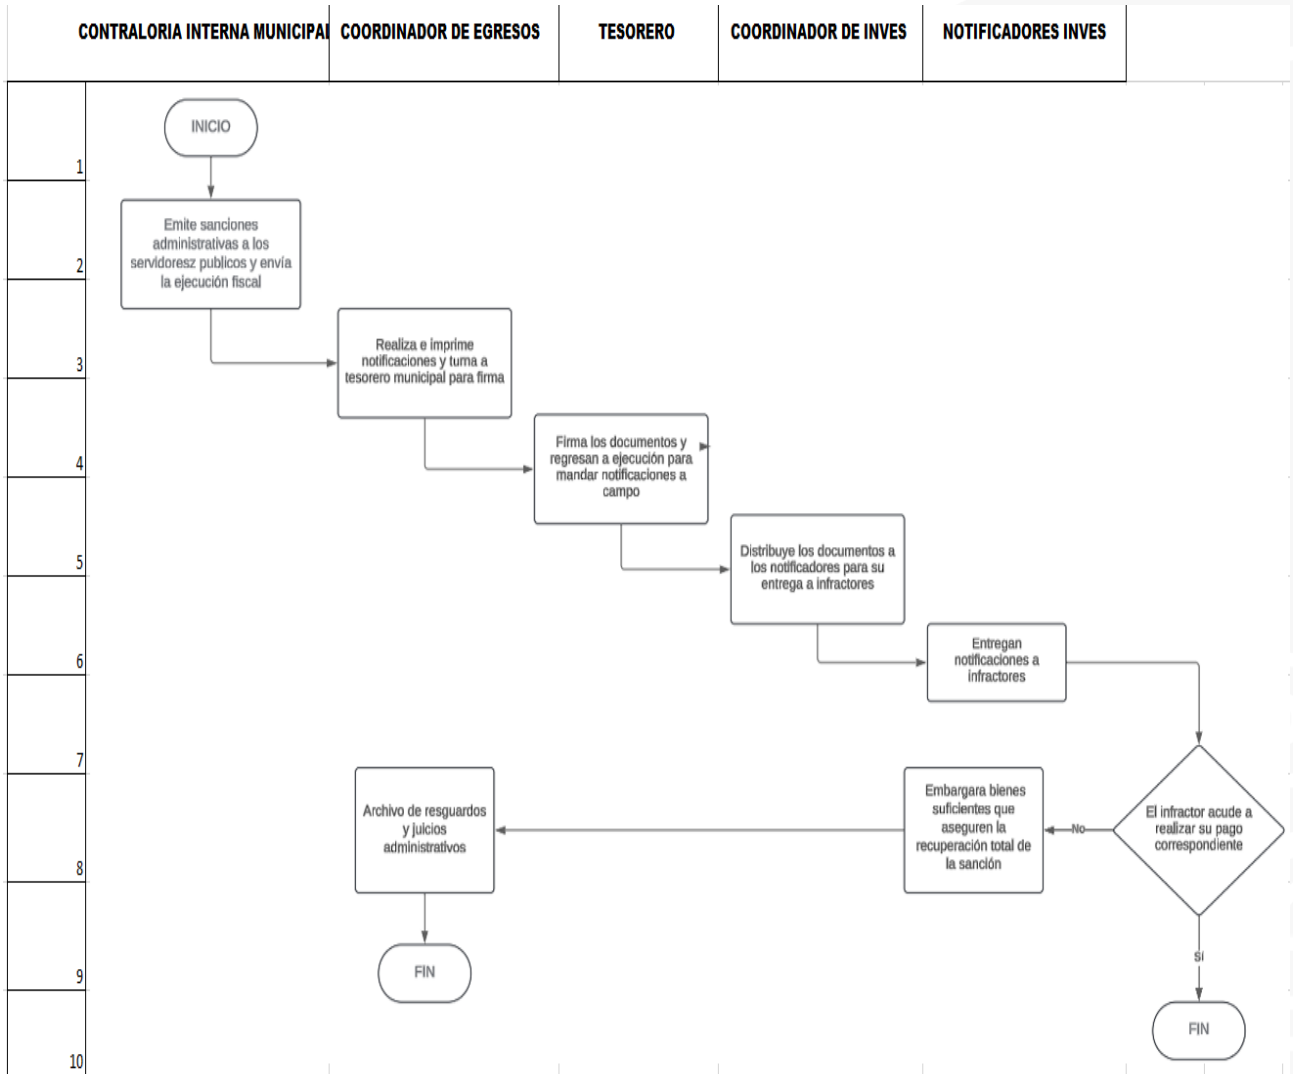 CONTRALORIA INTERNA MUNICIPAL
COORDINADOR DE EGRESOS
TESORERO
COORDINADOR DE INVES
NOTIFICADORES INVES
INICIO
1
Emite sanciones
administrativas a los
servidoresz publicos y envía
la ejecución fiscal
2
Realiza e imprime
notificaciones y turna a
tesorero municipal para firma
3
Firma los documentos y
regresan a ejecución para
mandar notificaciones a
campo
4
Distribuye los documentos a
los notificadores para su
entrega a infractores
5
Entregan
notificaciones a
infractores
6
7
Archivo de resguardos
y juicios
administrativos
Embargara bienes
suficientes que
aseguren la
recuperación total de
la sanción
No
El infractor acude a
realizar su pago
correspondiente
8
FIN
Sí
9
FIN
10